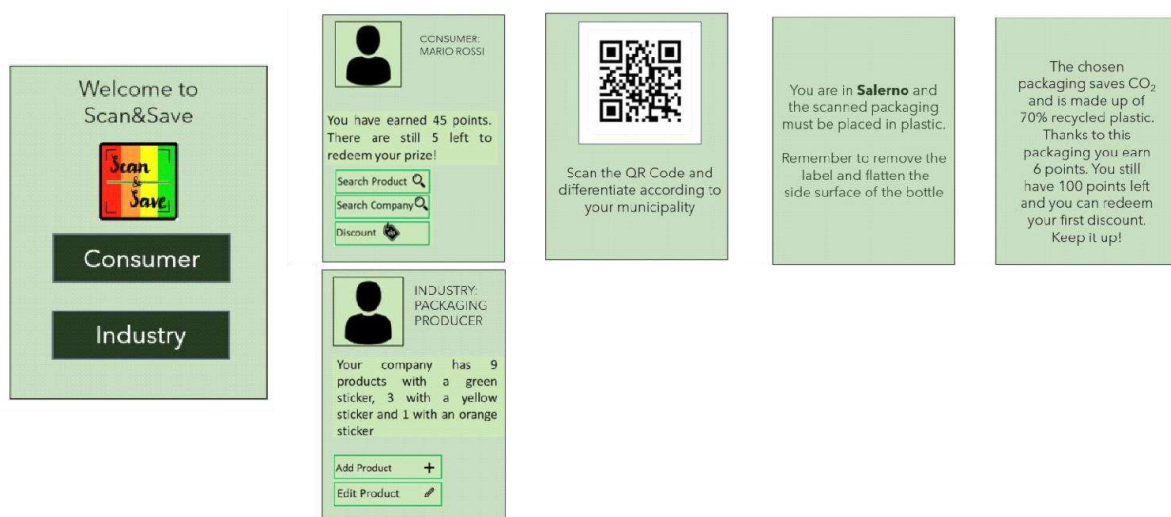 Welcome to
Scan&Save
Scan
&
Save
Consumer
Industry
CONSUMER:
MARIO ROSSI
You have earned 45 points.
There are still 5 left to
redeem your prize!
Search Product
Search Company
Discount
INDUSTRY:
PACKAGING
PRODUCER
Your company has 9
products with a green
sticker, 3 with a yellow
sticker and 1 with an orange
sticker
Add Product +
Edit Product
Scan the QR Code and
differentiate according to
your municipality
You are in Salerno and
the scanned packaging
must be placed in plastic.
Remember to remove the
label and flatten the
side surface of the bottle
The chosen
packaging saves CO₂
and is made up of
70% recycled plastic.
Thanks to this
packaging you earn
6 points. You still
have 100 points left
and you can redeem
your first discount.
Keep it up!